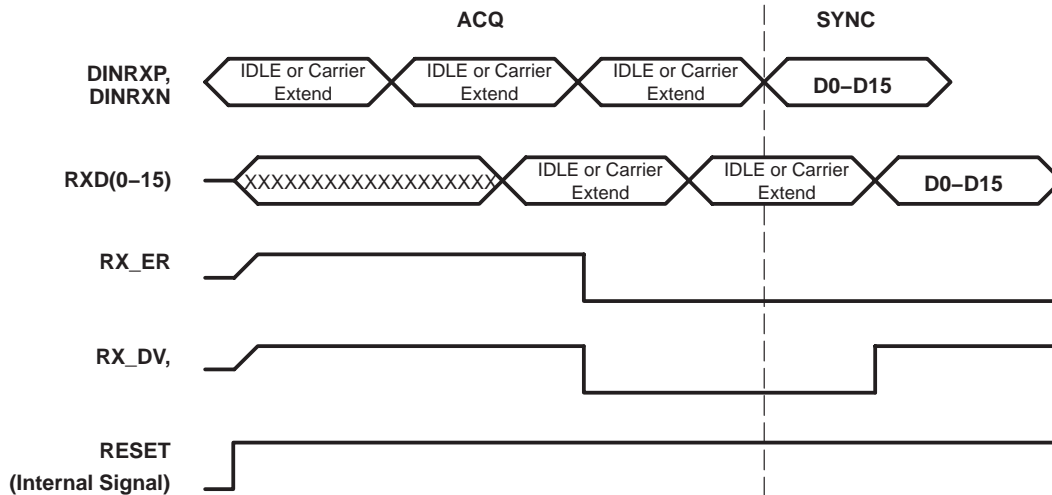 ACQ
SYNC
DINRXP,
DINRXN
IDLE or Carrier
Extend
IDLE or Carrier
Extend
IDLE or Carrier
Extend
D0–D15
RXD(0–15)
XXXXXXXXXXXXXXXXXXX
IDLE or Carrier
Extend
IDLE or Carrier
Extend
D0–D15
RX_ER
RX_DV,
RESET
(Internal Signal)